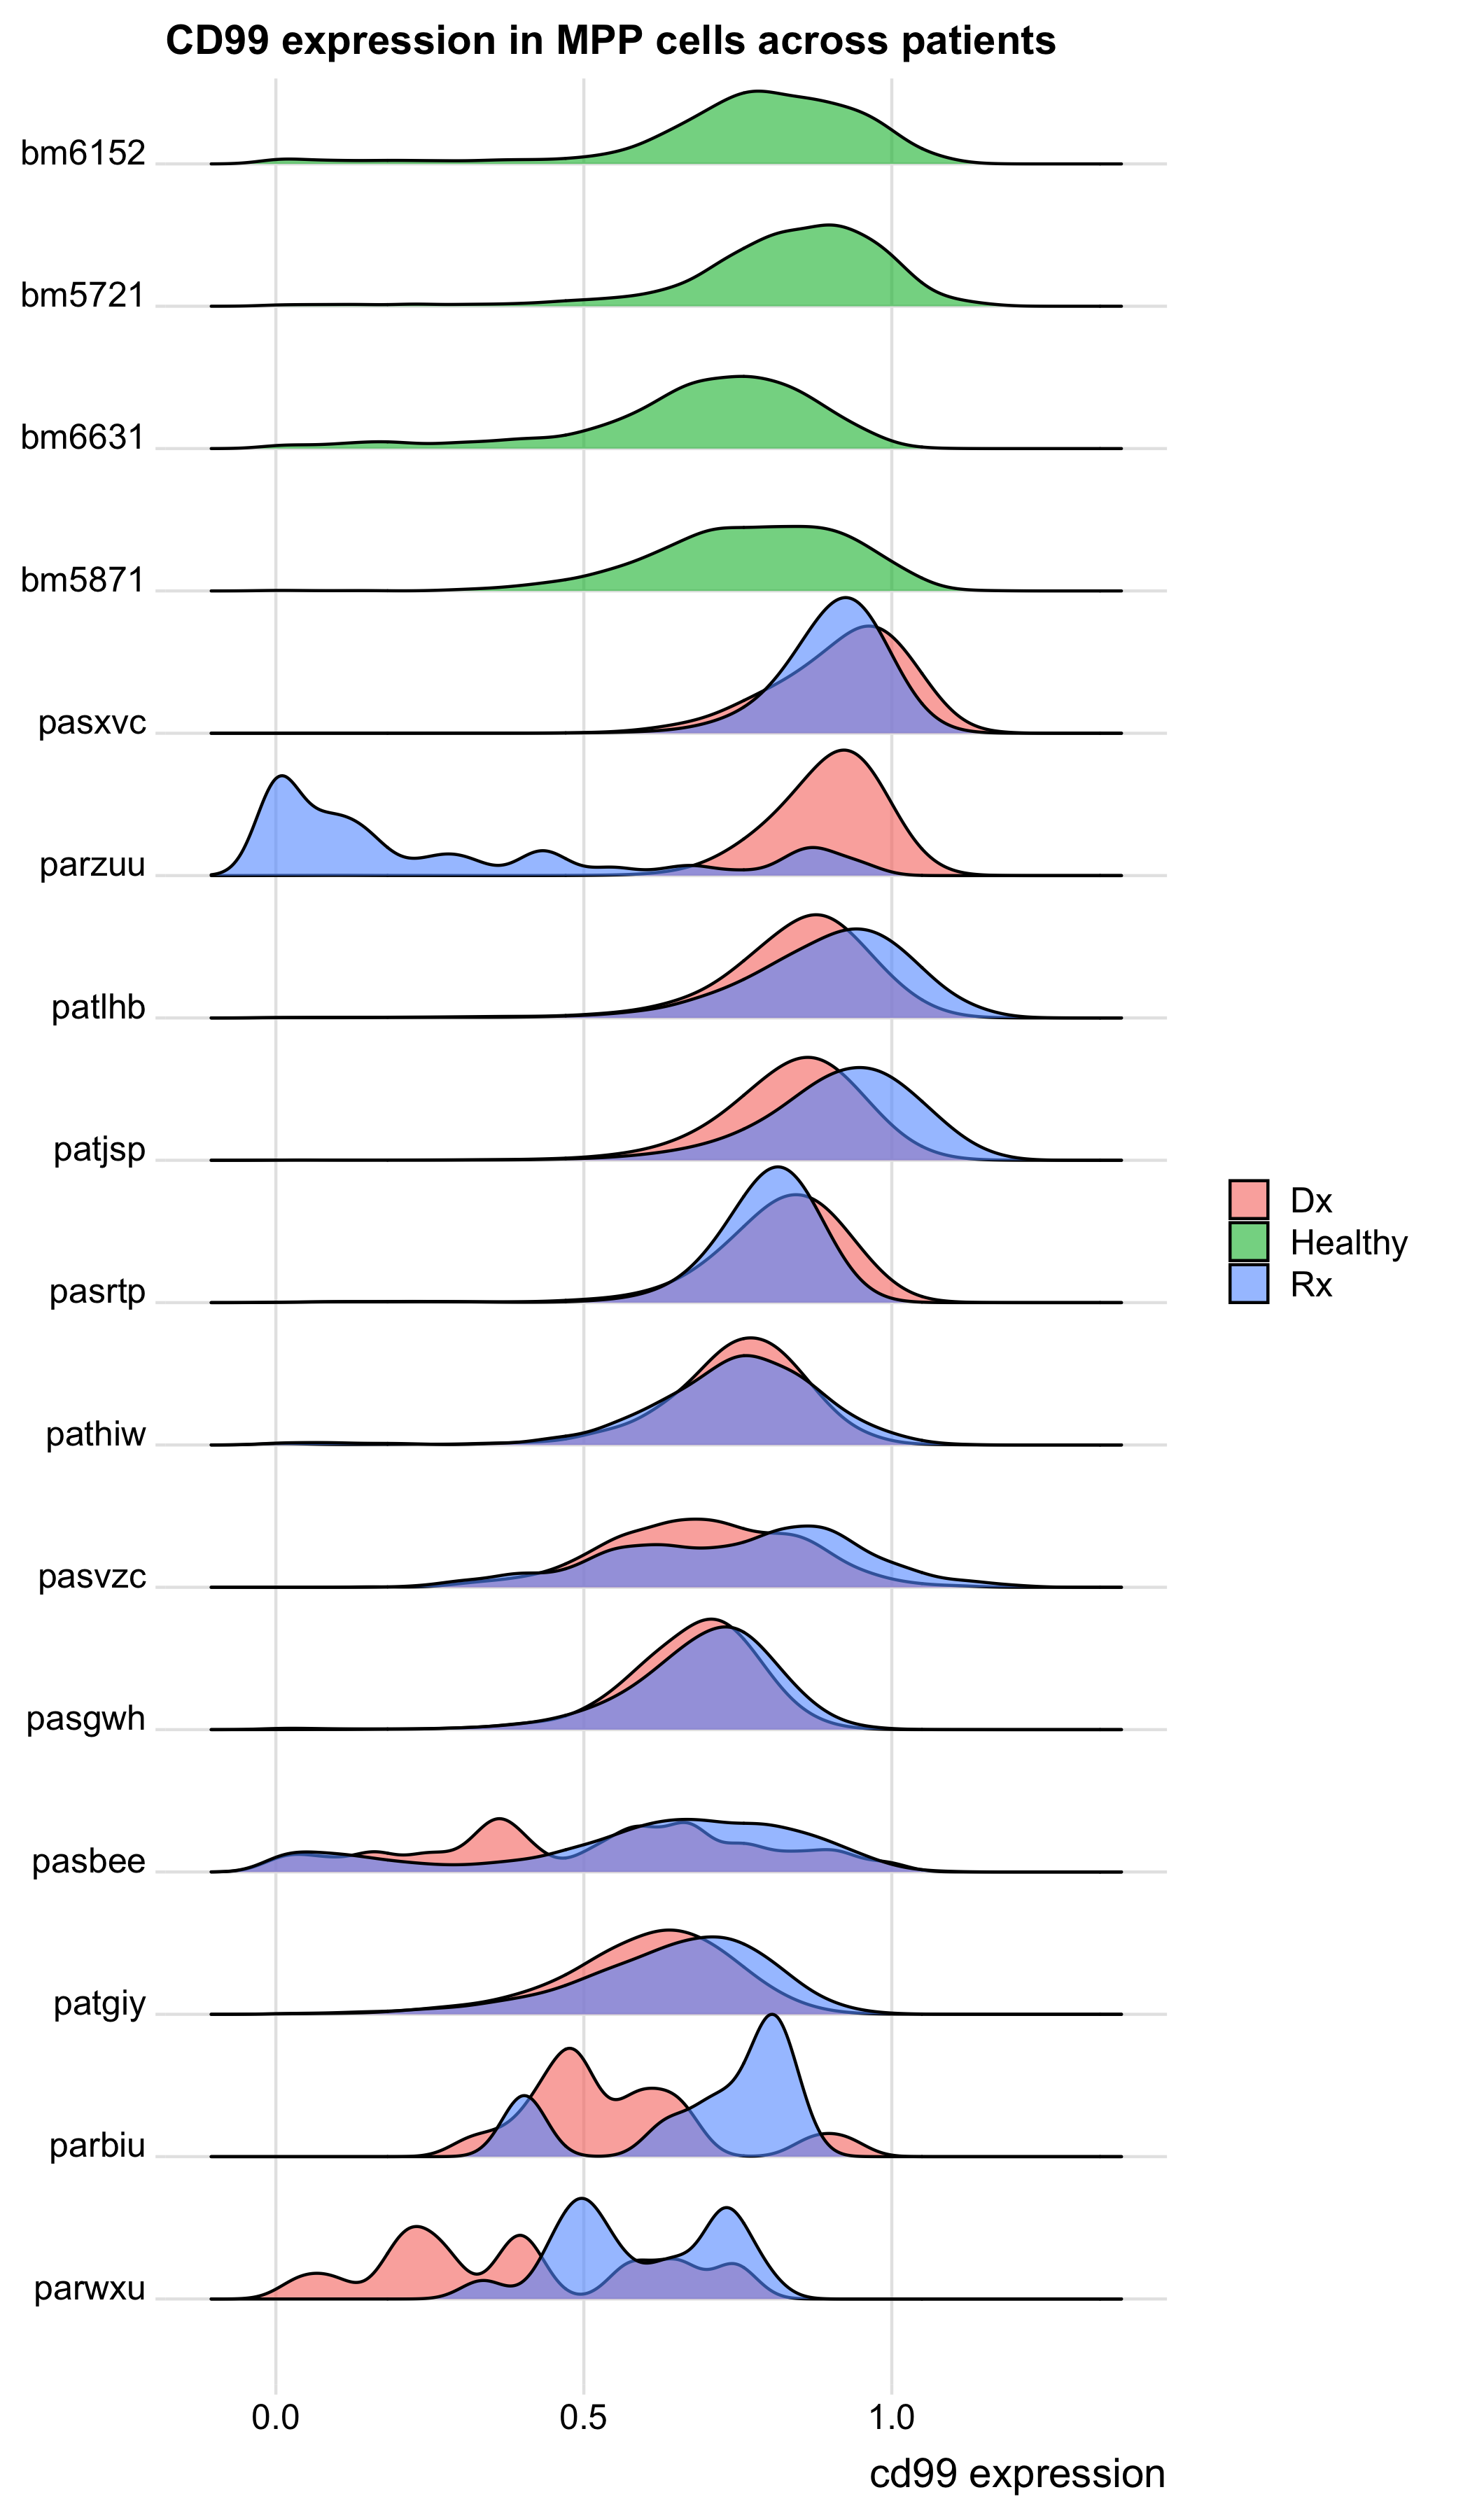 CD99 expression in MPP cells across patients
bm6152
bm5721
bm6631
bm5871
pasxvc
parzuu
patlhb
patjsp
pasrtp
Dx
Healthy
Rx
pathiw
pasvzc
pasgwh
pasbee
patgiy
parbiu
parwxu
0.0 0.5 1.0
cd99 expression